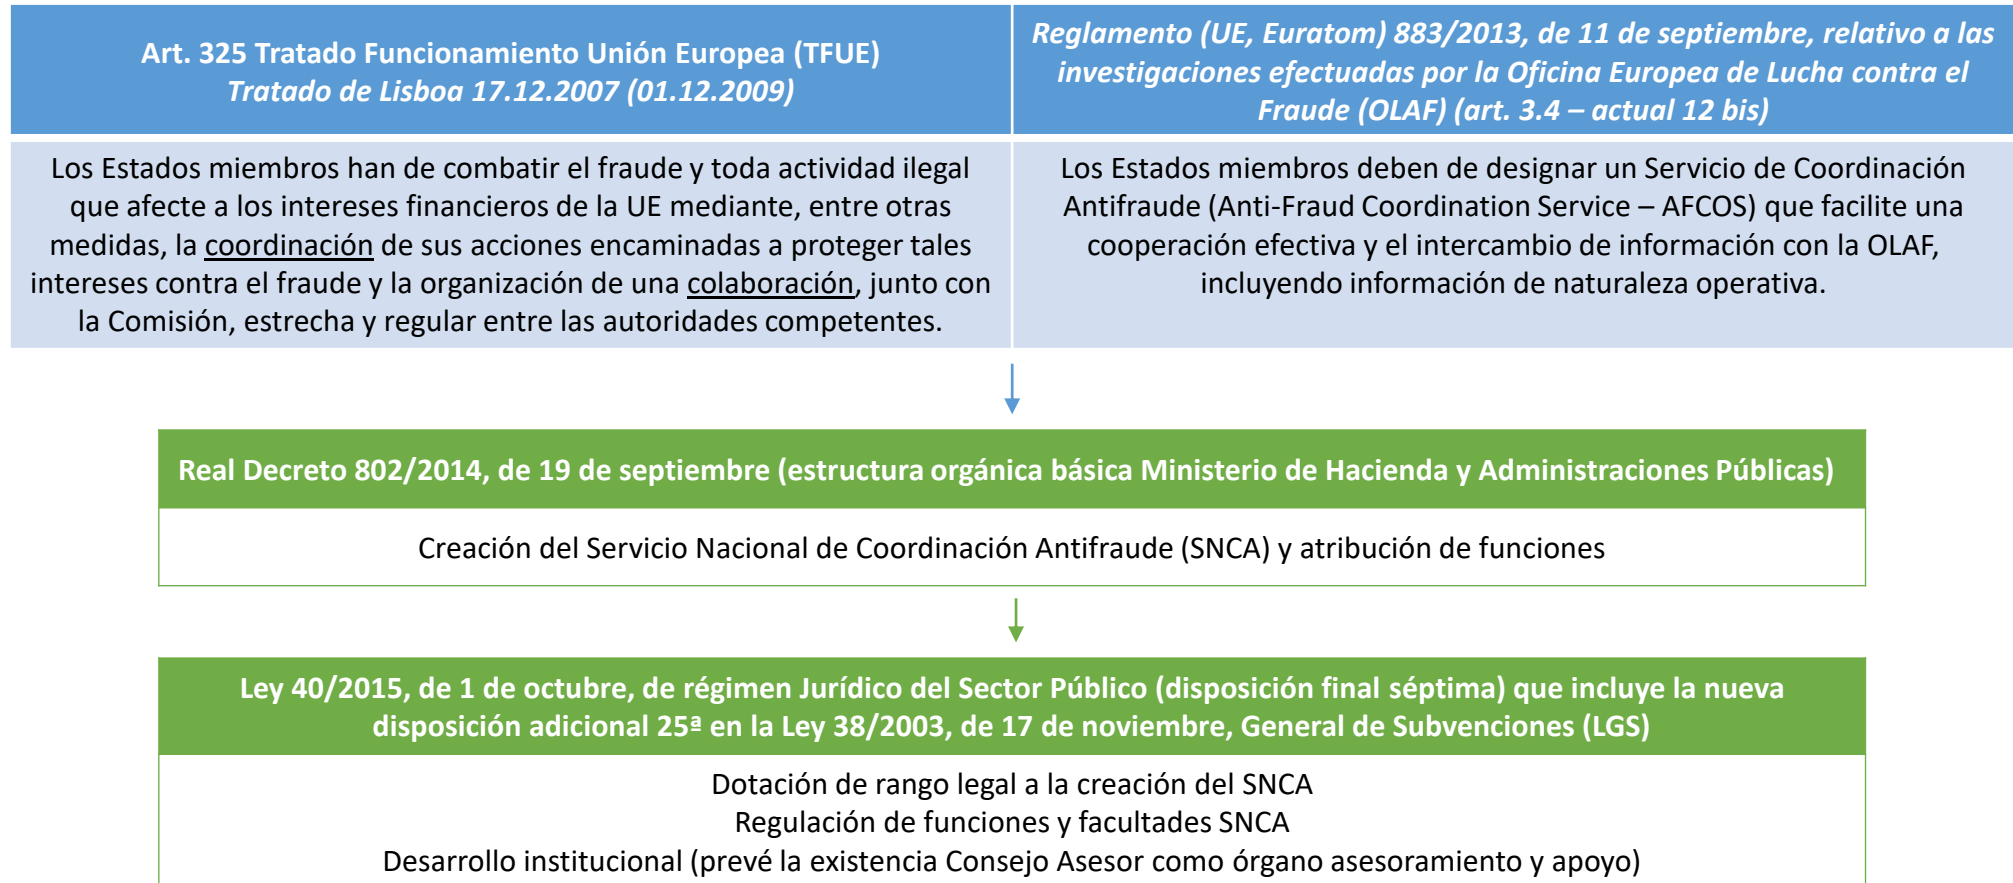 Art. 325 Tratado Funcionamiento Unión Europea (TFUE)
Tratado de Lisboa 17.12.2007 (01.12.2009)
Reglamento (UE, Euratom) 883/2013, de 11 de septiembre, relativo a las
investigaciones efectuadas por la Oficina Europea de Lucha contra el
Fraude (OLAF) (art. 3.4 – actual 12 bis)
Los Estados miembros han de combatir el fraude y toda actividad ilegal
que afecte a los intereses financieros de la UE mediante, entre otras
medidas, la coordinación de sus acciones encaminadas a proteger tales
intereses contra el fraude y la organización de una colaboración, junto con
la Comisión, estrecha y regular entre las autoridades competentes.
Los Estados miembros deben de designar un Servicio de Coordinación
Antifraude (Anti-Fraud Coordination Service – AFCOS) que facilite una
cooperación efectiva y el intercambio de información con la OLAF,
incluyendo información de naturaleza operativa.
Real Decreto 802/2014, de 19 de septiembre (estructura orgánica básica Ministerio de Hacienda y Administraciones Públicas)
Creación del Servicio Nacional de Coordinación Antifraude (SNCA) y atribución de funciones
Ley 40/2015, de 1 de octubre, de régimen Jurídico del Sector Público (disposición final séptima) que incluye la nueva
disposición adicional 25ª en la Ley 38/2003, de 17 de noviembre, General de Subvenciones (LGS)
Dotación de rango legal a la creación del SNCA
Regulación de funciones y facultades SNCA
Desarrollo institucional (prevé la existencia Consejo Asesor como órgano asesoramiento y apoyo)